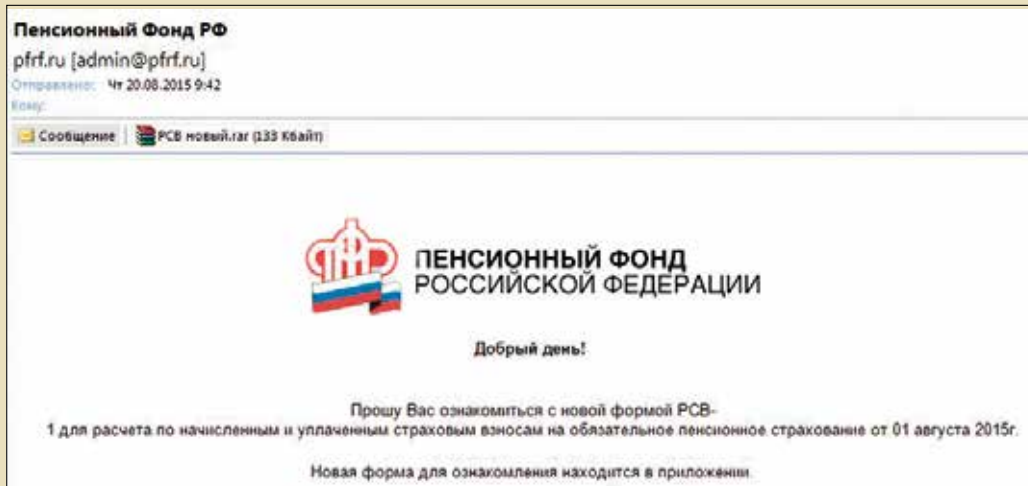 Пенсионный Фонд РФ
pfrf.ru [admin@pfrf.ru]
Отправлено: Чт 20.08.2015 9:42
Кому:
Сообщение РСВ новый.rar (133 Кбайт)
ПЕНСИОННЫЙ ФОНД
РОССИЙСКОЙ ФЕДЕРАЦИИ
Добрый день!
Прошу Вас ознакомиться с новой формой РСВ-
1 для расчета по начисленным и уплаченным страховым взносам на обязательное пенсионное страхование от 01 августа 2015г.
Новая форма для ознакомления находится в приложении.